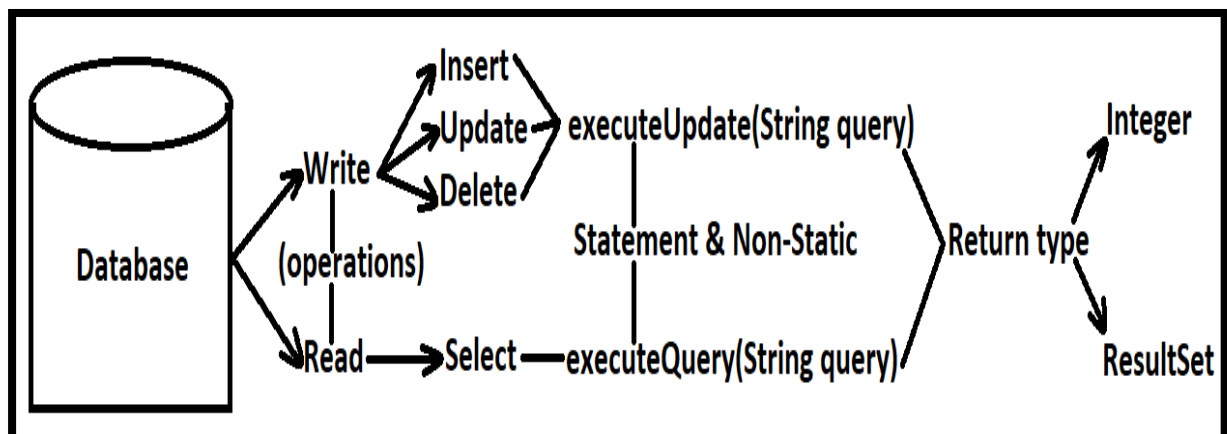 Database
Write
(operations)
Read
Insert
Update
Delete
Select
executeUpdate(String query)
Statement & Non-Static
executeQuery(String query)
Return type
Integer
ResultSet